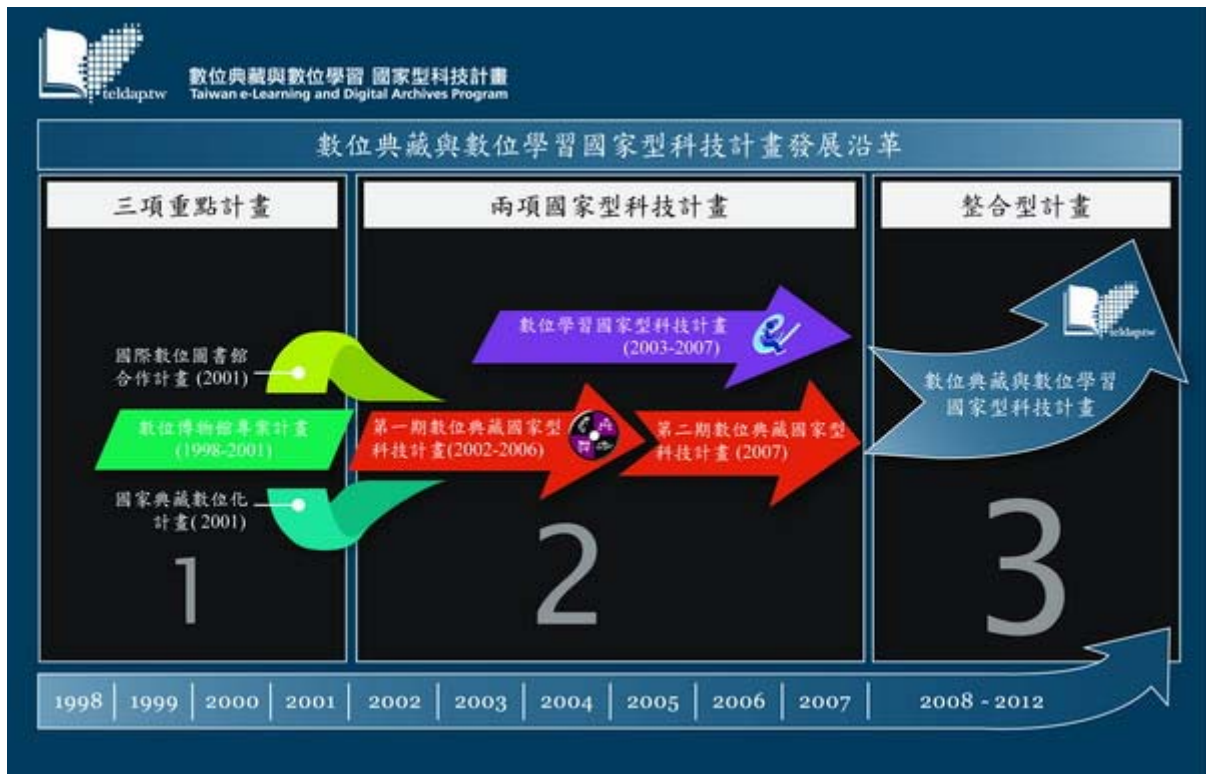 teldap.tw
數位典藏與數位學習 國家型科技計畫
Taiwan e-Learning and Digital Archives Program
數位典藏與數位學習國家型科技計畫發展沿革
三項重點計畫
兩項國家型科技計畫
整合型計畫
國際數位圖書館
合作計畫 (2001)
數位博物館專案計畫
(1998-2001)
國家典藏數位化
計畫(2001)
1
數位學習國家型科技計畫
(2003-2007)
第一期數位典藏國家型
科技計畫(2002-2006)
第二期數位典藏國家型
科技計畫 (2007)
2
teldap.tw
數位典藏與數位學習
國家型科技計畫
3
1998 1999 2000 2001 2002 2003 2004 2005 2006 2007 2008 - 2012